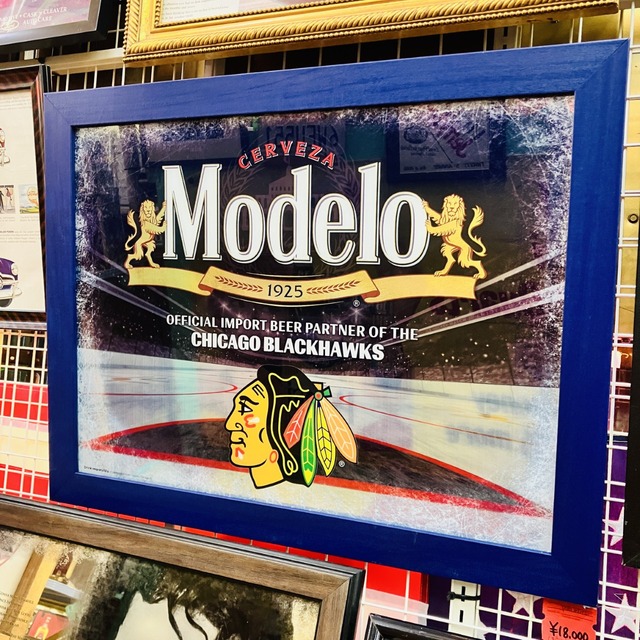 CERVEZA
Modelo
1925
®
OFFICIAL IMPORT BEER PARTNER OF THE
CHICAGO BLACKHAWKS
®
¥18,000